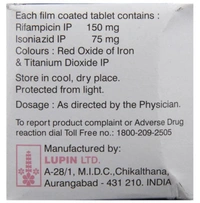 Each film coated tablet contains :
Rifampicin IP 150 mg
Isoniazid IP 75 mg
Colours : Red Oxide of Iron
& Titanium Dioxide IP
Store in cool, dry place.
Protected from light.
Dosage : As directed by the Physician.
To report product complaint or Adverse Drug
reaction dial Toll Free No.: 1800-209-2505
Manufactured by:
LUPIN LTD.
A-28/1, M.I.D.C., Chikalthana,
Aurangabad - 431 210. INDIA